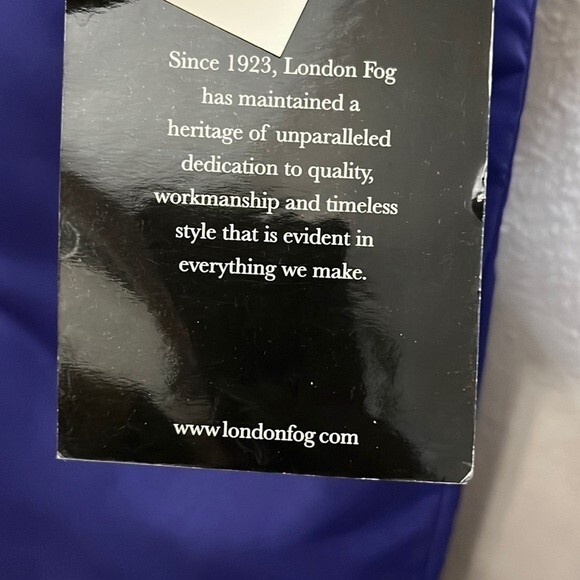 Since 1923, London Fog
has maintained a
heritage of unparalleled
dedication to quality,
workmanship and timeless
style that is evident in
everything we make.
www.londonfog.com